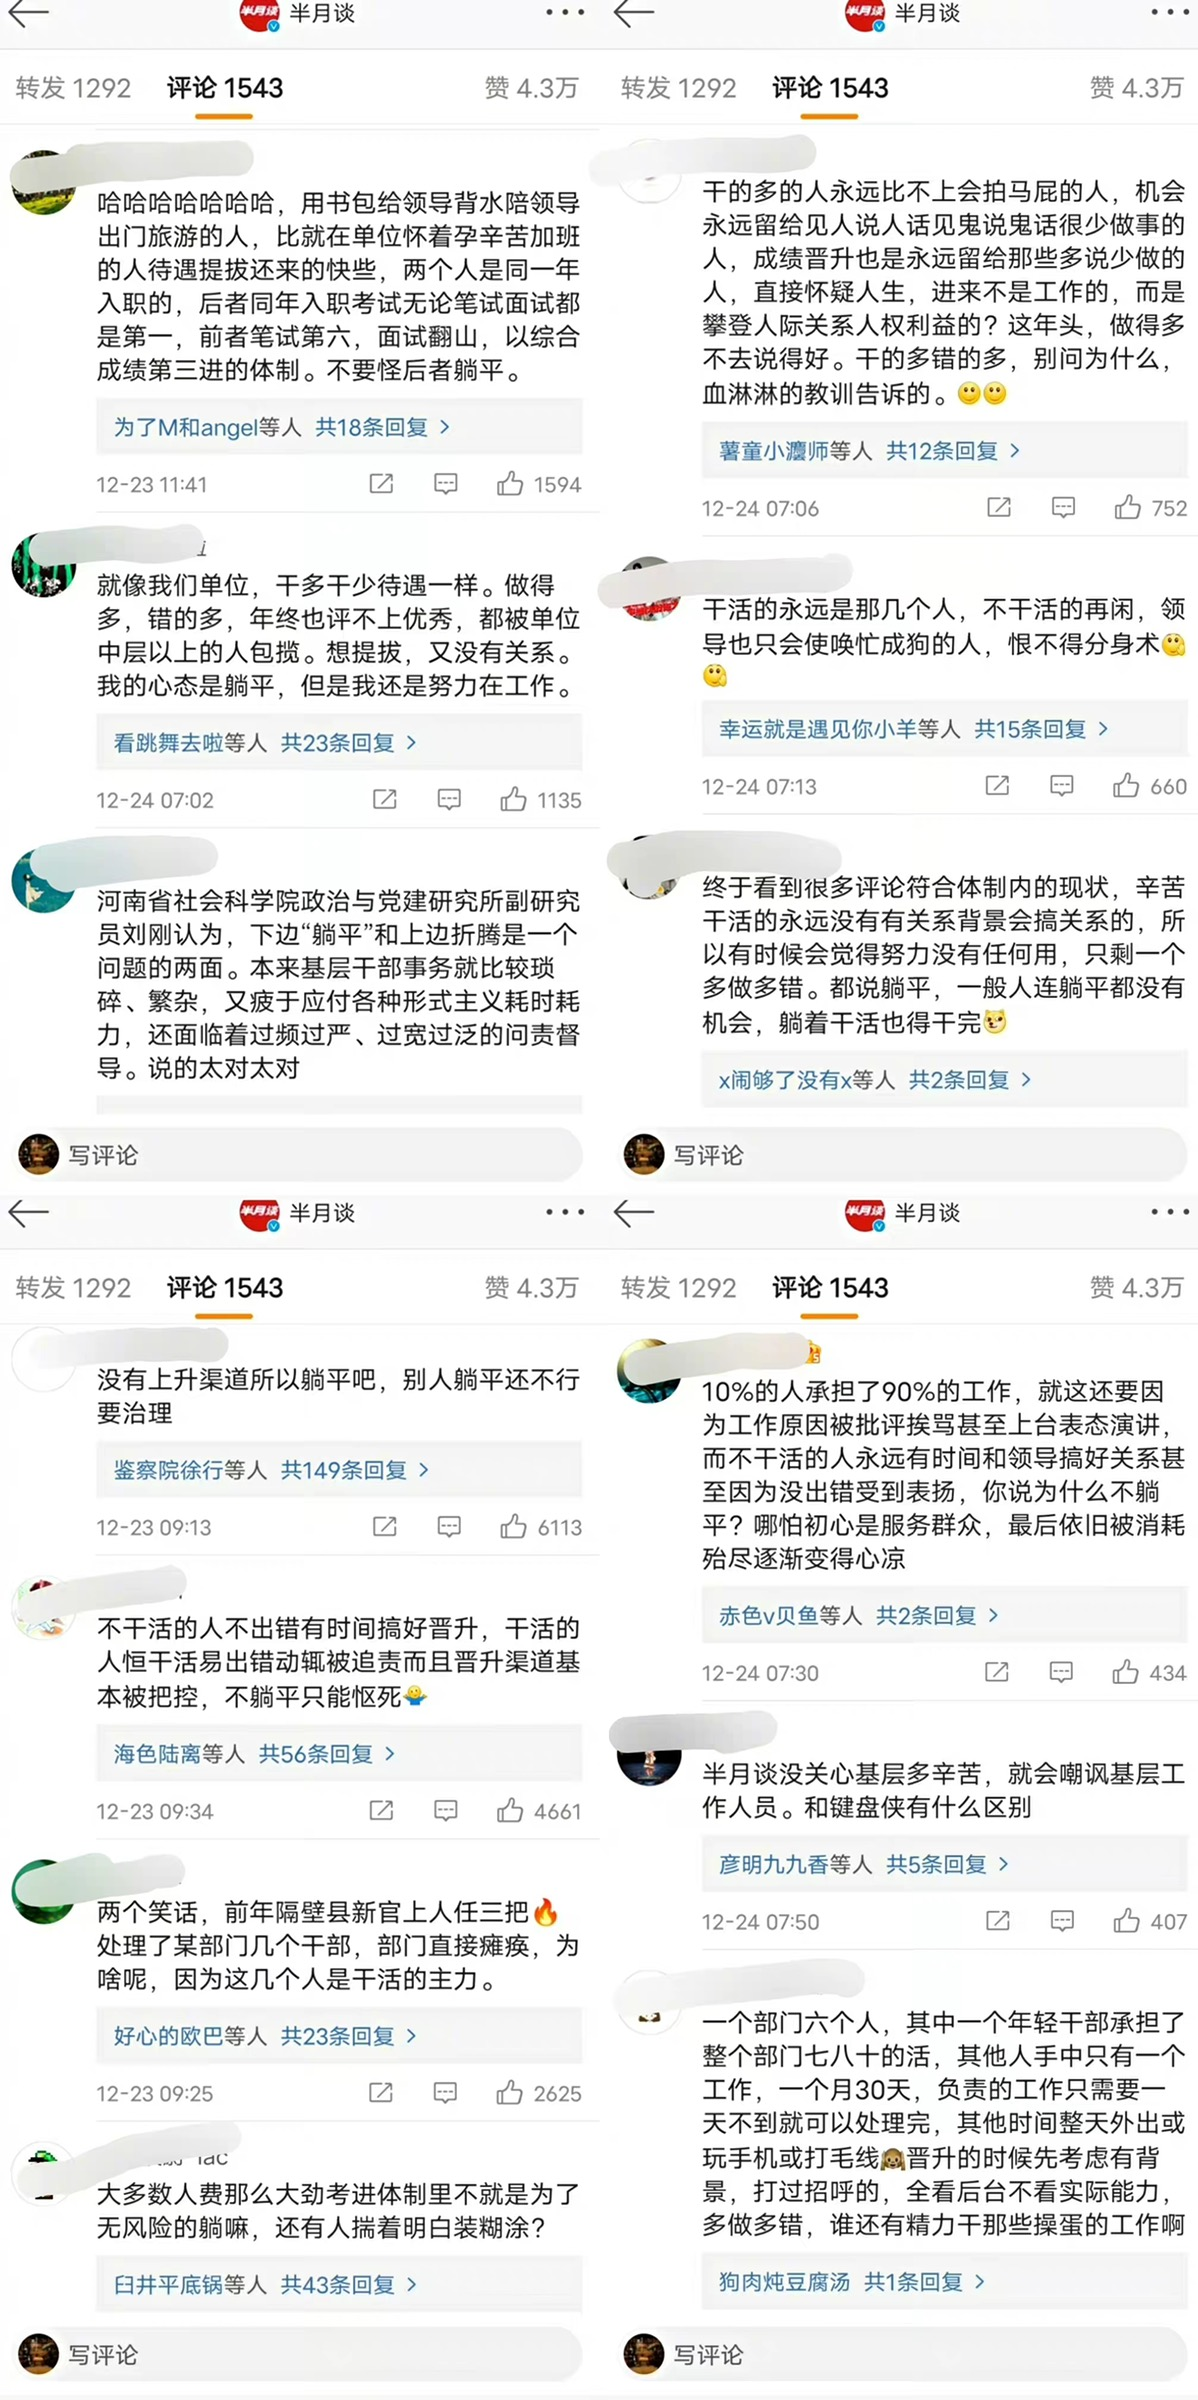 半月谈
转发 1292 评论 1543 赞 4.3万
哈哈哈哈哈哈哈，用书包给领导背水陪领导
出门旅游的人，比就在单位怀着孕辛苦加班
的人待遇提拔还来的快些，两个人是同一年
入职的，后者同年入职考试无论笔试面试都
是第一，前者笔试第六，面试翻山，以综合
成绩第三进的体制。不要怪后者躺平。
为了M和angel等人 共18条回复 >
12-23 11:41 1594
就像我们单位，干多干少待遇一样。做得
多，错的多，年终也评不上优秀，都被单位
中层以上的人包揽。想提拔，又没有关系。
我的心态是躺平，但是我还是努力在工作。
看跳舞去啦等人 共23条回复 >
12-24 07:02 1135
河南省社会科学院政治与党建研究所副研究
员刘刚认为，下边“躺平”和上边折腾是一个
问题的两面。本来基层干部事务就比较琐
碎、繁杂，又疲于应付各种形式主义耗时耗
力，还面临着过频过严、过宽过泛的问责督
导。说的太对太对
写评论
半月谈
转发 1292 评论 1543 赞 4.3万
干的多的人永远比不上会拍马屁的人，机会
永远留给见人说人话见鬼说鬼话很少做事的
人，成绩晋升也是永远留给那些多说少做的
人，直接怀疑人生，进来不是工作的，而是
攀登人际关系人权利益的？这年头，做得多
不去说得好。干的多错的多，别问为什么，
血淋淋的教训告诉的。
薯童小灋师等人 共12条回复 >
12-24 07:06 752
干活的永远是那几个人，不干活的再闲，领
导也只会使唤忙成狗的人，恨不得分身术
幸运就是遇见你小羊等人 共15条回复 >
12-24 07:13 660
终于看到很多评论符合体制内的现状，辛苦
干活的永远没有有关系背景会搞关系的，所
以有时候会觉得努力没有任何用，只剩一个
多做多错。都说躺平，一般人连躺平都没有
机会，躺着干活也得干完
x闹够了没有x等人 共2条回复 >
写评论
半月谈
转发 1292 评论 1543 赞 4.3万
没有上升渠道所以躺平吧，别人躺平还不行
要治理
鉴察院徐行等人 共149条回复 >
12-23 09:13 6113
不干活的人不出错有时间搞好晋升，干活的
人恒干活易出错动辄被追责而且晋升渠道基
本被把控，不躺平只能怄死
海色陆离等人 共56条回复 >
12-23 09:34 4661
两个笑话，前年隔壁县新官上人任三把
处理了某部门几个干部，部门直接瘫痪，为
啥呢，因为这几个人是干活的主力。
好心的欧巴等人 共23条回复 >
12-23 09:25 2625
大多数人费那么大劲考进体制里不就是为了
无风险的躺嘛，还有人揣着明白装糊涂？
臼井平底锅等人 共43条回复 >
写评论
半月谈
转发 1292 评论 1543 赞 4.3万
10%的人承担了90%的工作，就这还要因
为工作原因被批评挨骂甚至上台表态演讲，
而不干活的人永远有时间和领导搞好关系甚
至因为没出错受到表扬，你说为什么不躺
平？哪怕初心是服务群众，最后依旧被消耗
殆尽逐渐变得心凉
赤色v贝鱼等人 共2条回复 >
12-24 07:30 434
半月谈没关心基层多辛苦，就会嘲讽基层工
作人员。和键盘侠有什么区别
彦明九九香等人 共5条回复 >
12-24 07:50 407
一个部门六个人，其中一个年轻干部承担了
整个部门七八十的活，其他人手中只有一个
工作，一个月30天，负责的工作只需要一
天不到就可以处理完，其他时间整天外出或
玩手机或打毛线晋升的时候先考虑有背
景，打过招呼的，全看后台不看实际能力，
多做多错，谁还有精力干那些操蛋的工作啊
狗肉炖豆腐汤 共1条回复 >
写评论